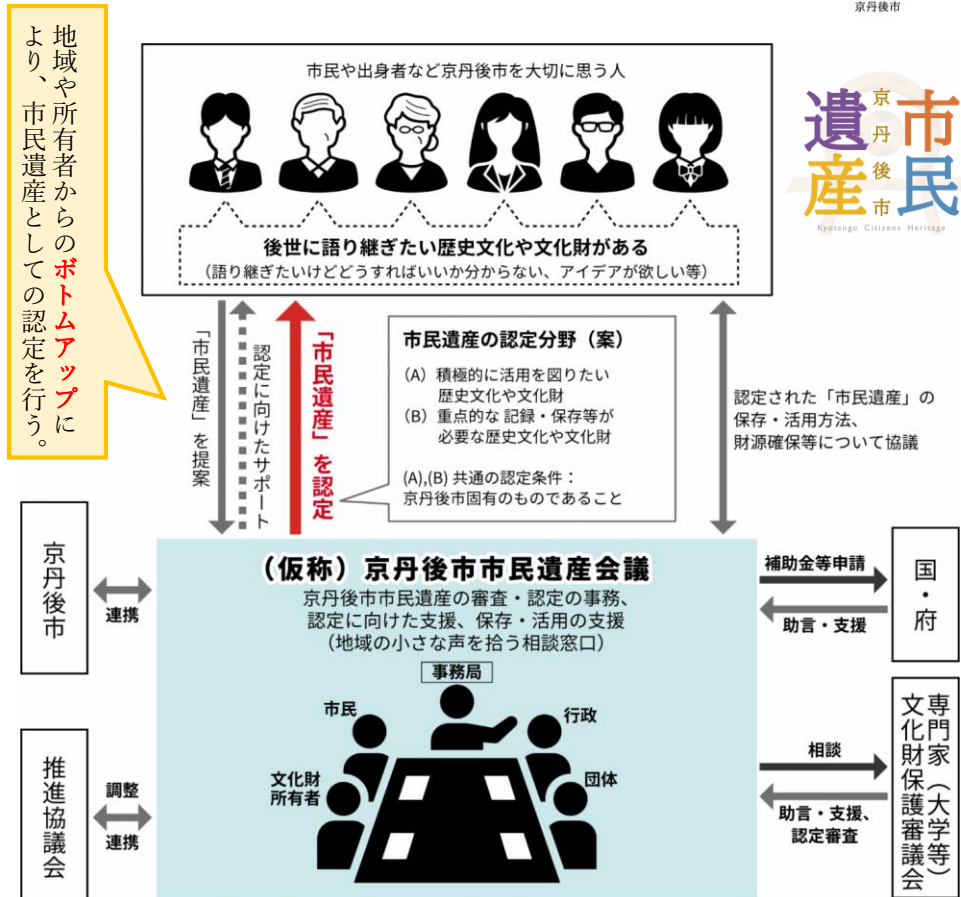 京丹後市
地域や所有者からのボトムアップに
より、市民遺産としての認定を行う。
市民や出身者など京丹後市を大切に思う人
後世に語り継ぎたい歴史文化や文化財がある
（語り継ぎたいけどどうすればいいか分からない、アイデアが欲しい等）
市民
京丹後市
遺産
Kyotango Citizens Heritage
「市民遺産」を提案
認定に向けたサポート
「市民遺産」を認定
市民遺産の認定分野（案）
（A）積極的に活用を図りたい
歴史文化や文化財
（B）重点的な 記録・保存等が
必要な歴史文化や文化財
(A),(B) 共通の認定条件：
京丹後市固有のものであること
認定された「市民遺産」の
保存・活用方法、
財源確保等について協議
京丹後市
連携
推進協議会
調整
連携
（仮称）京丹後市市民遺産会議
京丹後市市民遺産の審査・認定の事務、
認定に向けた支援、保存・活用の支援
（地域の小さな声を拾う相談窓口）
事務局
市民
行政
文化財
所有者
団体
補助金等申請
助言・支援
国・府
相談
助言・支援、
認定審査
専門家（大学等）
文化財保護審議会